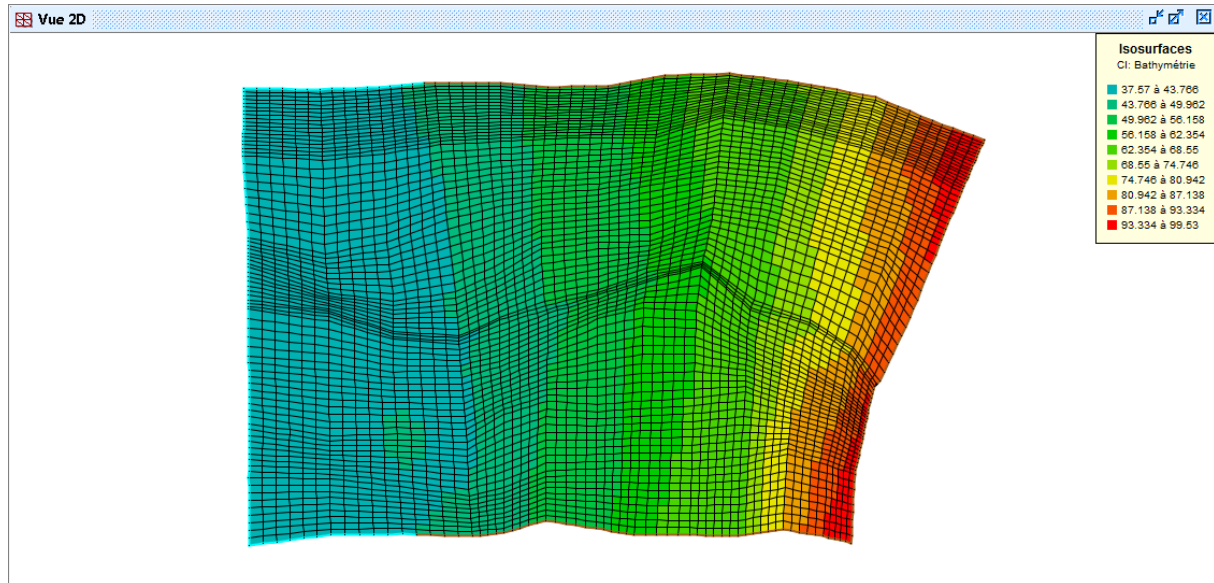 Vue 2D
Isosurfaces
CI: Bathymétrie
37.57 à 43.766
43.766 à 49.962
49.962 à 56.158
56.158 à 62.354
62.354 à 68.55
68.55 à 74.746
74.746 à 80.942
80.942 à 87.138
87.138 à 93.334
93.334 à 99.53